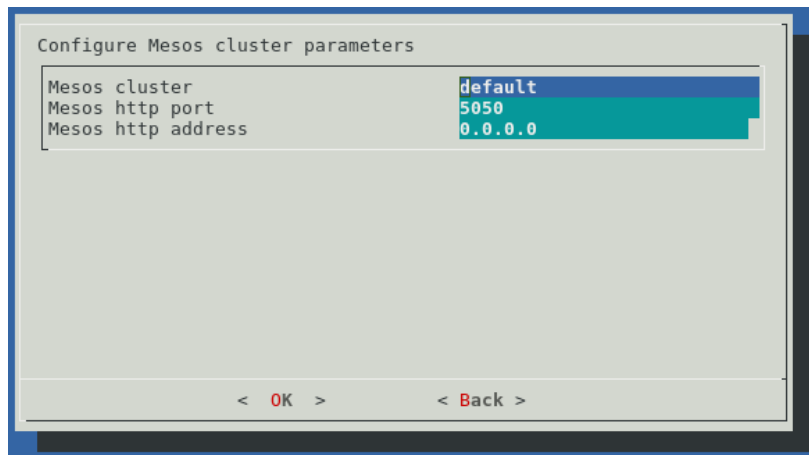 Configure Mesos cluster parameters
Mesos cluster default
Mesos http port 5050
Mesos http address 0.0.0.0
< OK > < Back >